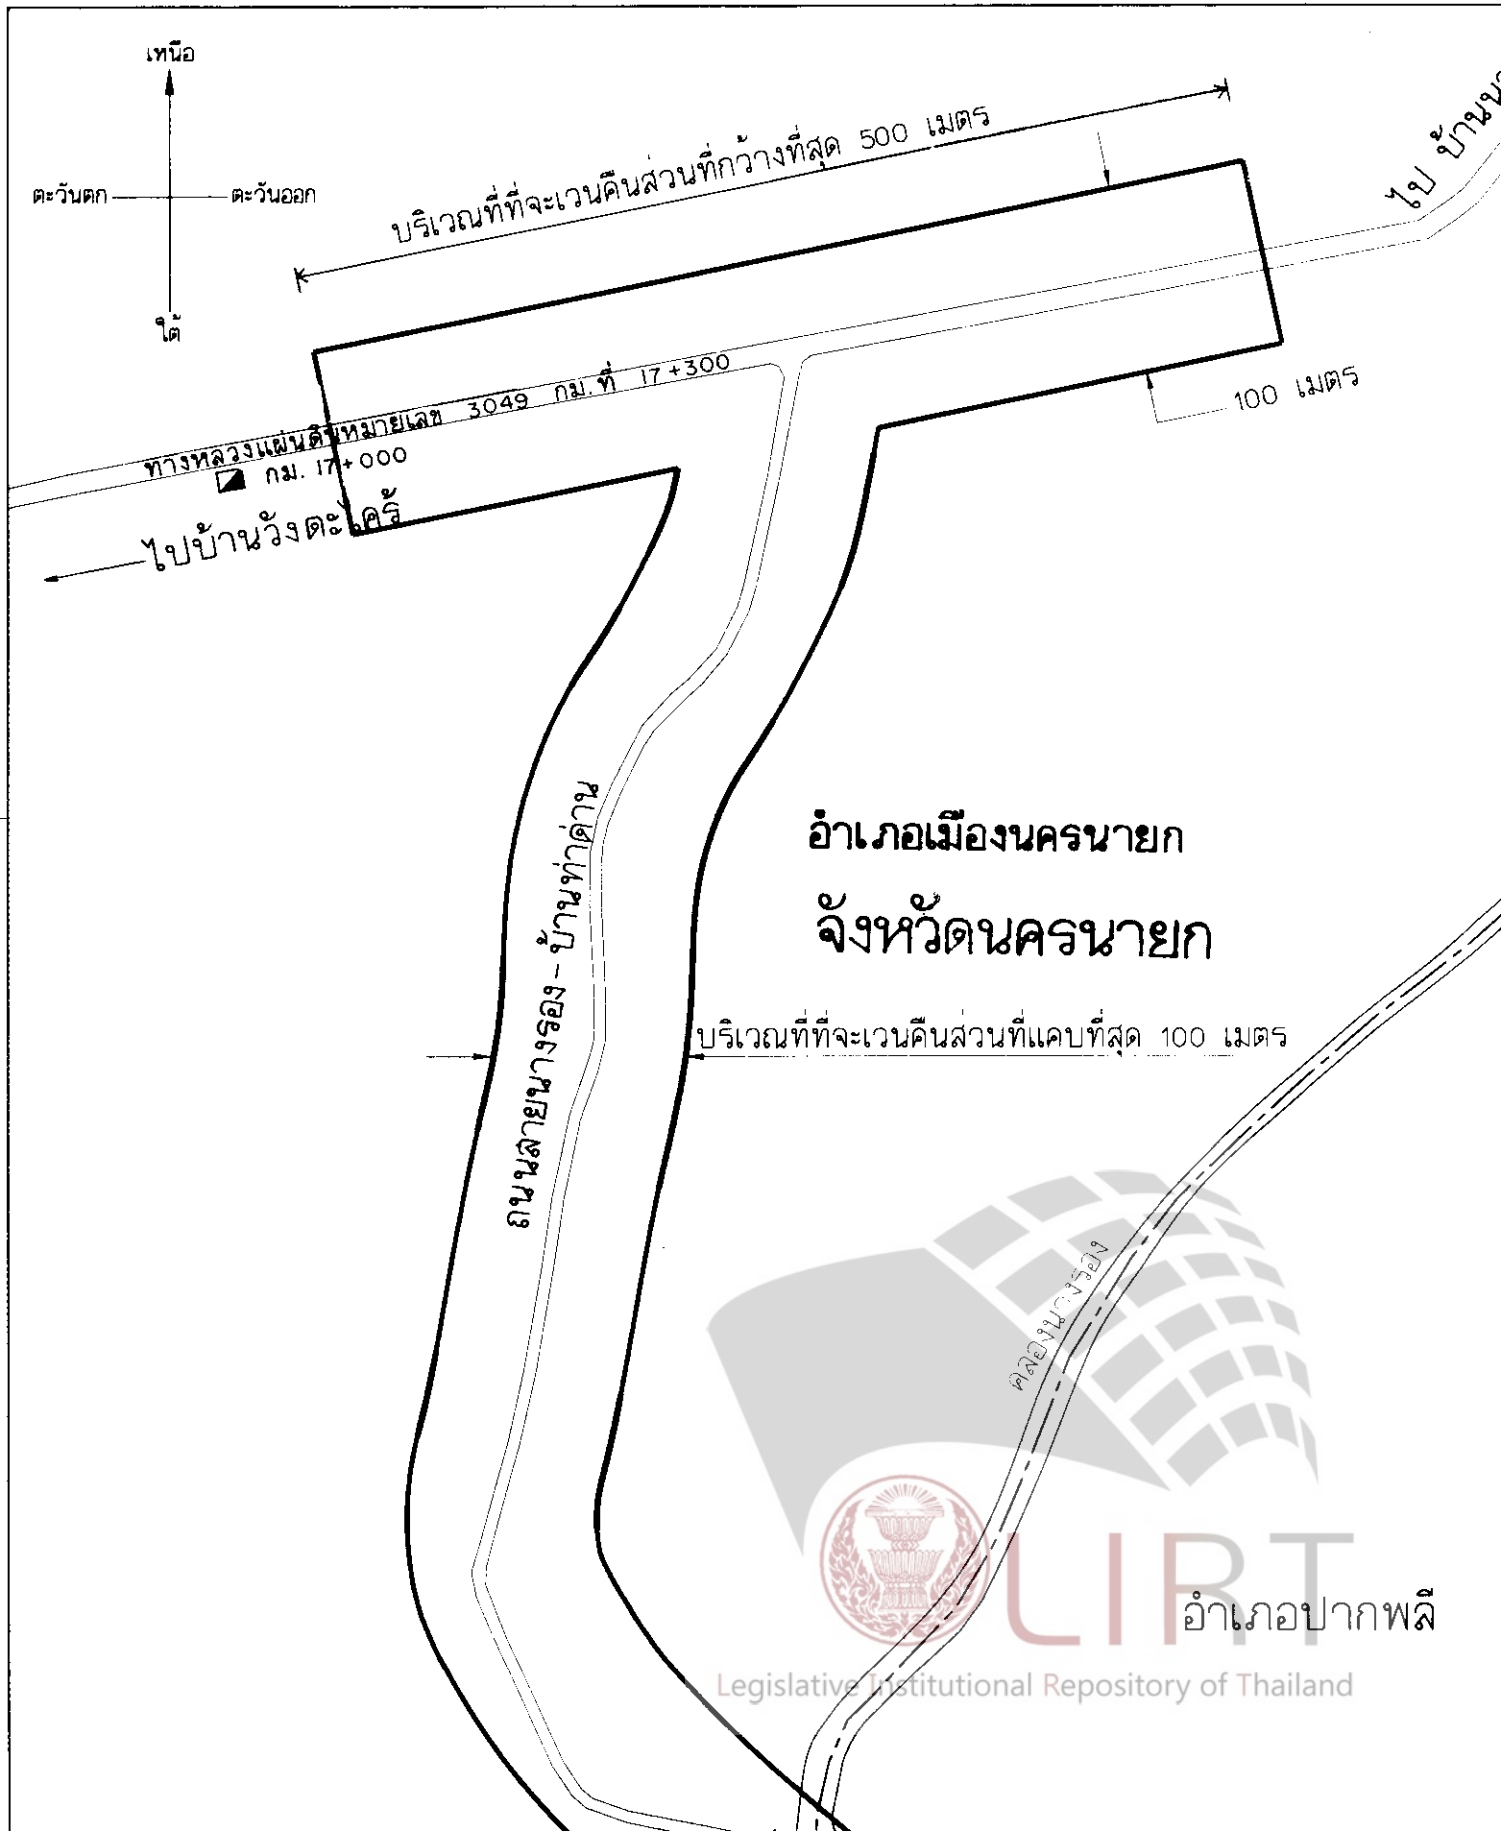 เหนือ
ตะวันตก
ตะวันออก
ใต้
บริเวณที่ที่จะเวนคืนส่วนที่กว้างที่สุด 500 เมตร
ไป
ทางหลวงแผ่นดินหมายเลข 3049 กม.ที่ 17+300
กม. 17+000
ไปบ้านวังตะไคร้
100 เมตร
ถนนสายนางรอง-บ้านท่าด่าน
อำเภอเมืองนครนายก
จังหวัดนครนายก
บริเวณที่ที่จะเวนคืนส่วนที่แคบที่สุด 100 เมตร
คลองนางรอง
LIRT
อำเภอปากพลี
Legislative Institutional Repository of Thailand